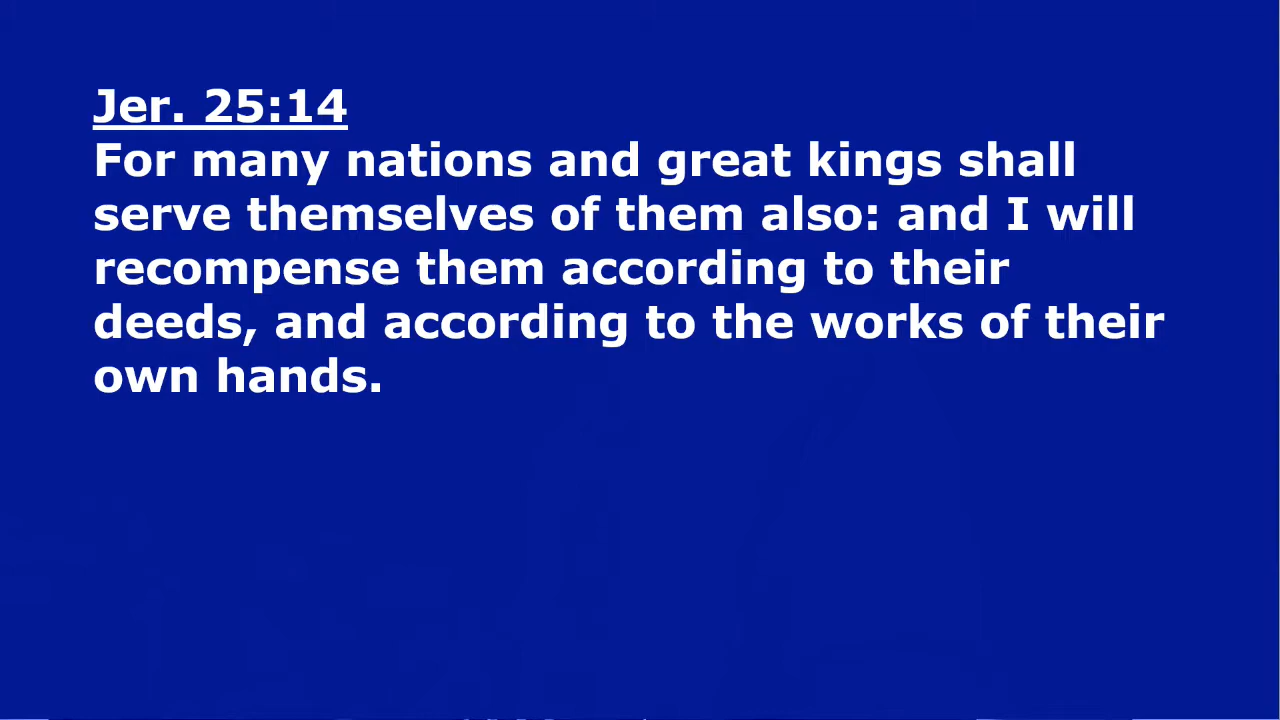 Jer. 25:14
For many nations and great kings shall
serve themselves of them also: and I will
recompense them according to their
deeds, and according to the works of their
own hands.